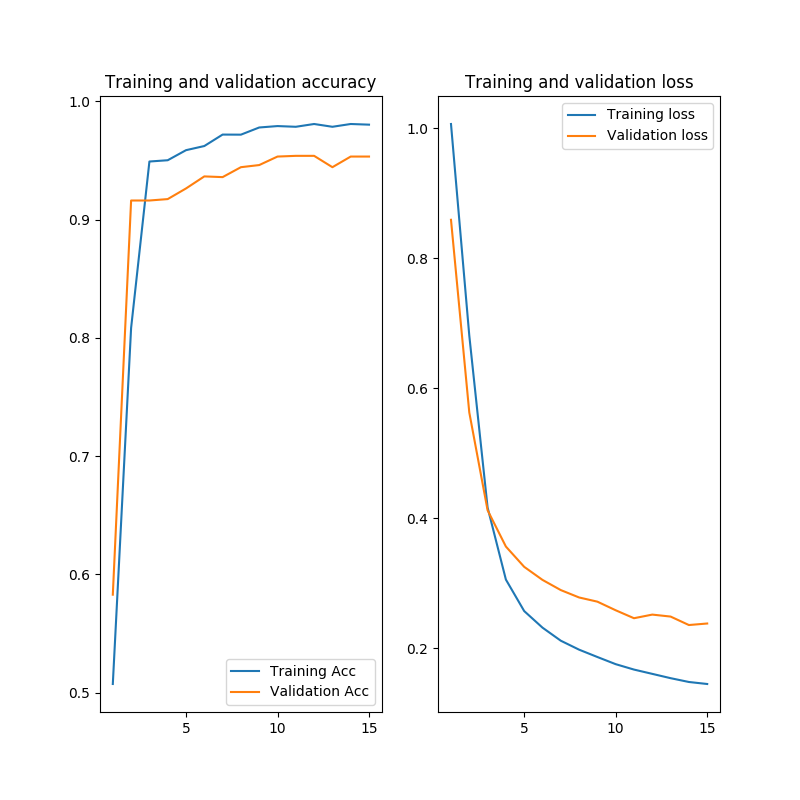 Training and validation accuracy
1.0
0.9
0.8
0.7
0.6
0.5
5
10
15
Training Acc
Validation Acc
Training and validation loss
1.0
0.8
0.6
0.4
0.2
5
10
15
Training loss
Validation loss